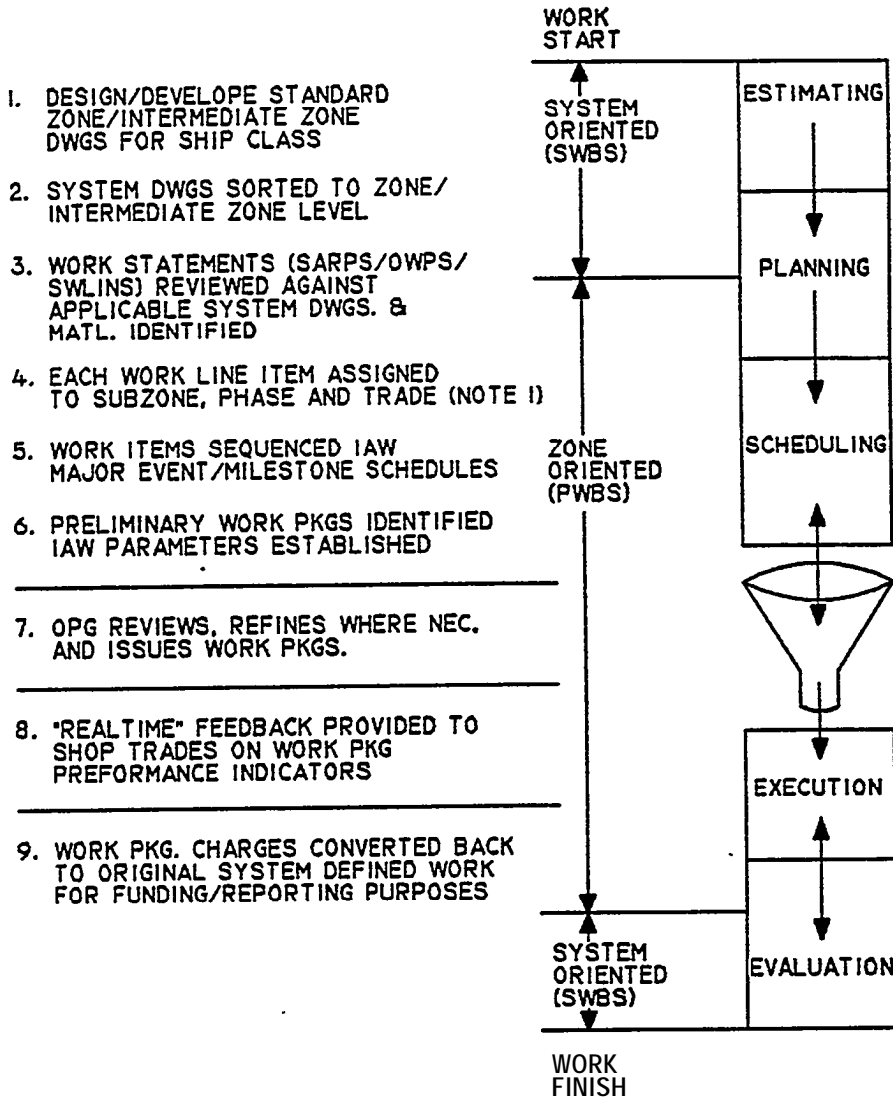 1. DESIGN/DEVELOPE STANDARD
ZONE/INTERMEDIATE ZONE
DWGS FOR SHIP CLASS
2. SYSTEM DWGS SORTED TO ZONE/
INTERMEDIATE ZONE LEVEL
3. WORK STATEMENTS (SARPS/OWPS/
SWLINS) REVIEWED AGAINST
APPLICABLE SYSTEM DWGS. &
MATL. IDENTIFIED
4. EACH WORK LINE ITEM ASSIGNED
TO SUBZONE, PHASE AND TRADE (NOTE 1)
5. WORK ITEMS SEQUENCED IAW
MAJOR EVENT/MILESTONE SCHEDULES
6. PRELIMINARY WORK PKGS IDENTIFIED
IAW PARAMETERS ESTABLISHED
7. OPG REVIEWS, REFINES WHERE NEC.
AND ISSUES WORK PKGS.
8. "REALTIME" FEEDBACK PROVIDED TO
SHOP TRADES ON WORK PKG
PREFORMANCE INDICATORS
9. WORK PKG. CHARGES CONVERTED BACK
TO ORIGINAL SYSTEM DEFINED WORK
FOR FUNDING/REPORTING PURPOSES
WORK
START
SYSTEM
ORIENTED
(SWBS)
ZONE
ORIENTED
(PWBS)
SYSTEM
ORIENTED
(SWBS)
WORK
FINISH
ESTIMATING
PLANNING
SCHEDULING
EXECUTION
EVALUATION